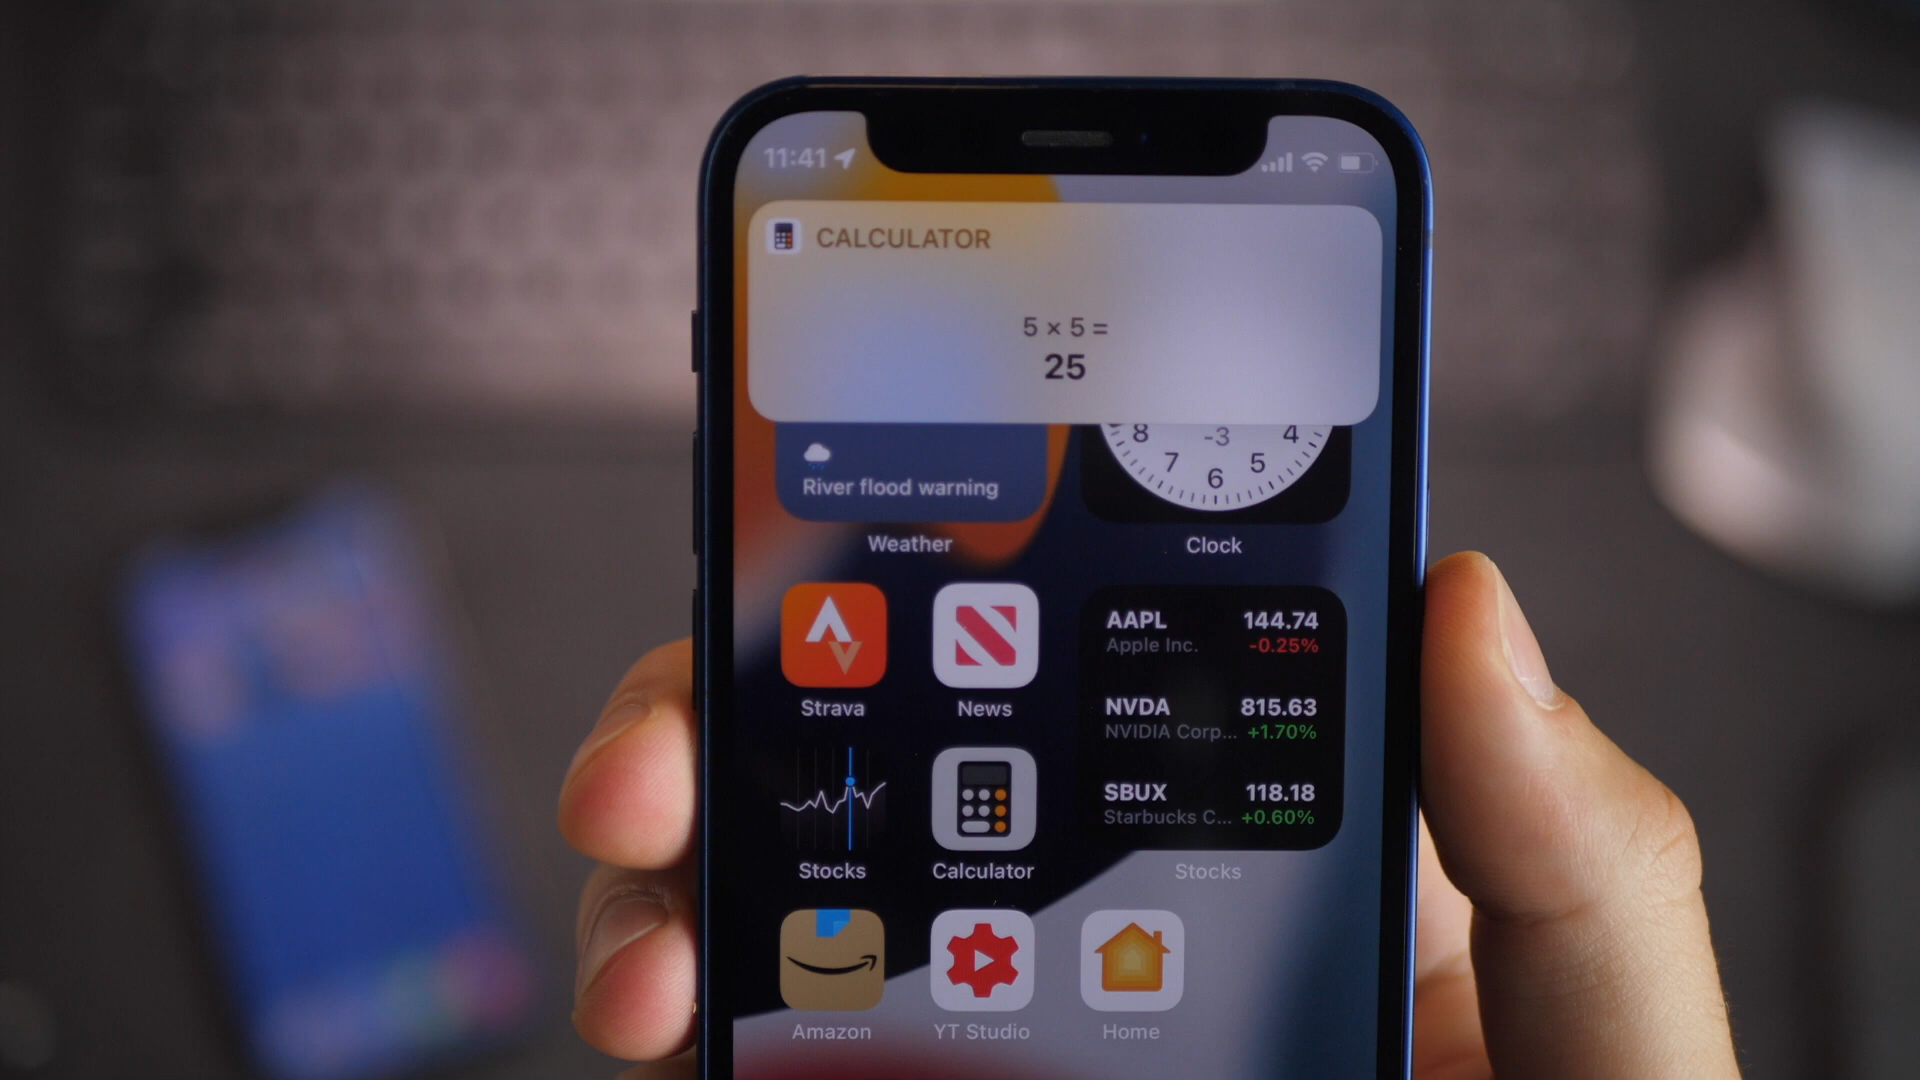 11:41
CALCULATOR
5 × 5 =
25
8 -3 4
7 5
6
River flood warning
Weather
Clock
Strava
News
AAPL 144.74
Apple Inc. -0.25%
NVDA 815.63
NVIDIA Corp... +1.70%
SBUX 118.18
Starbucks C... +0.60%
Stocks
Calculator
Stocks
Amazon
YT Studio
Home